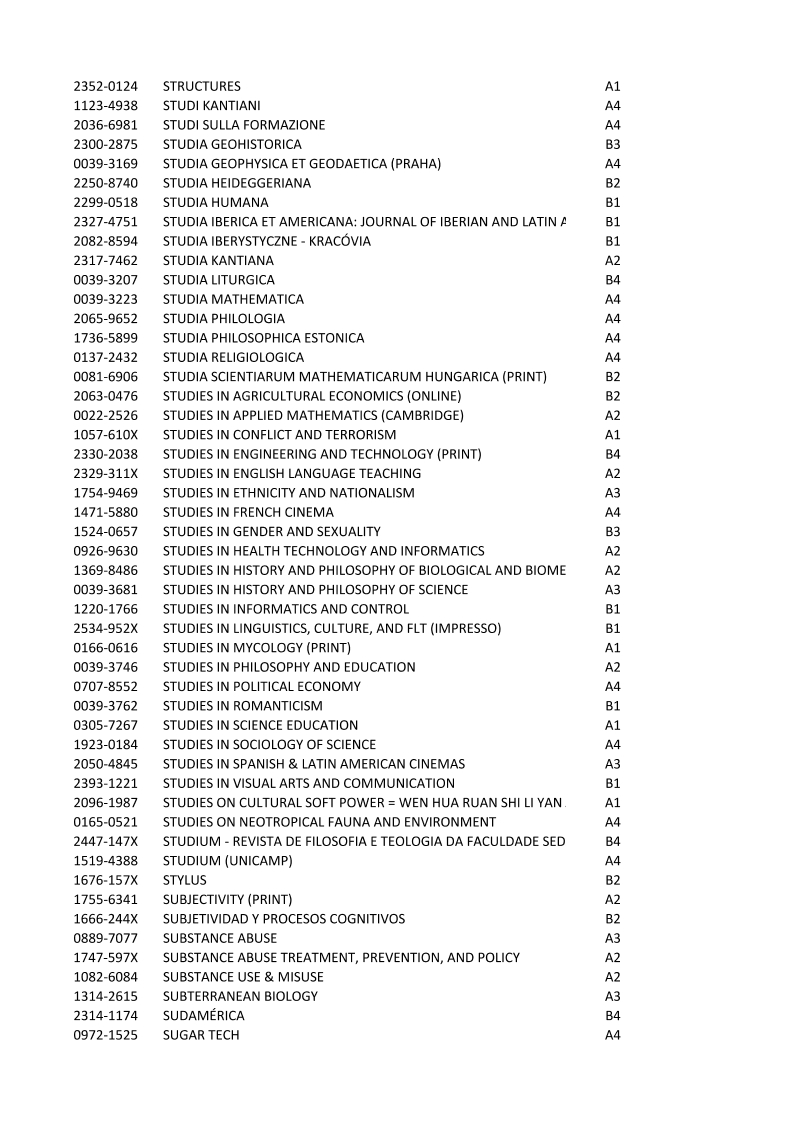 2352-0124 STRUCTURES A1
1123-4938 STUDI KANTIANI A4
2036-6981 STUDI SULLA FORMAZIONE A4
2300-2875 STUDIA GEOHISTORICA B3
0039-3169 STUDIA GEOPHYSICA ET GEODAETICA (PRAHA) A4
2250-8740 STUDIA HEIDEGGERIANA B2
2299-0518 STUDIA HUMANA B1
2327-4751 STUDIA IBERICA ET AMERICANA: JOURNAL OF IBERIAN AND LATIN A B1
2082-8594 STUDIA IBERYSTYCZNE - KRACÓVIA B1
2317-7462 STUDIA KANTIANA A2
0039-3207 STUDIA LITURGICA B4
0039-3223 STUDIA MATHEMATICA A4
2065-9652 STUDIA PHILOLOGIA A4
1736-5899 STUDIA PHILOSOPHICA ESTONICA A4
0137-2432 STUDIA RELIGIOLOGICA A4
0081-6906 STUDIA SCIENTIARUM MATHEMATICARUM HUNGARICA (PRINT) B2
2063-0476 STUDIES IN AGRICULTURAL ECONOMICS (ONLINE) B2
0022-2526 STUDIES IN APPLIED MATHEMATICS (CAMBRIDGE) A2
1057-610X STUDIES IN CONFLICT AND TERRORISM A1
2330-2038 STUDIES IN ENGINEERING AND TECHNOLOGY (PRINT) B4
2329-311X STUDIES IN ENGLISH LANGUAGE TEACHING A2
1754-9469 STUDIES IN ETHNICITY AND NATIONALISM A3
1471-5880 STUDIES IN FRENCH CINEMA A4
1524-0657 STUDIES IN GENDER AND SEXUALITY B3
0926-9630 STUDIES IN HEALTH TECHNOLOGY AND INFORMATICS A2
1369-8486 STUDIES IN HISTORY AND PHILOSOPHY OF BIOLOGICAL AND BIOME A2
0039-3681 STUDIES IN HISTORY AND PHILOSOPHY OF SCIENCE A3
1220-1766 STUDIES IN INFORMATICS AND CONTROL B1
2534-952X STUDIES IN LINGUISTICS, CULTURE, AND FLT (IMPRESSO) B1
0166-0616 STUDIES IN MYCOLOGY (PRINT) A1
0039-3746 STUDIES IN PHILOSOPHY AND EDUCATION A2
0707-8552 STUDIES IN POLITICAL ECONOMY A4
0039-3762 STUDIES IN ROMANTICISM B1
0305-7267 STUDIES IN SCIENCE EDUCATION A1
1923-0184 STUDIES IN SOCIOLOGY OF SCIENCE A4
2050-4845 STUDIES IN SPANISH & LATIN AMERICAN CINEMAS A3
2393-1221 STUDIES IN VISUAL ARTS AND COMMUNICATION B1
2096-1987 STUDIES ON CULTURAL SOFT POWER = WEN HUA RUAN SHI LI YAN A1
0165-0521 STUDIES ON NEOTROPICAL FAUNA AND ENVIRONMENT A4
2447-147X STUDIUM - REVISTA DE FILOSOFIA E TEOLOGIA DA FACULDADE SED B4
1519-4388 STUDIUM (UNICAMP) A4
1676-157X STYLUS B2
1755-6341 SUBJECTIVITY (PRINT) A2
1666-244X SUBJETIVIDAD Y PROCESOS COGNITIVOS B2
0889-7077 SUBSTANCE ABUSE A3
1747-597X SUBSTANCE ABUSE TREATMENT, PREVENTION, AND POLICY A2
1082-6084 SUBSTANCE USE & MISUSE A2
1314-2615 SUBTERRANEAN BIOLOGY A3
2314-1174 SUDAMÉRICA B4
0972-1525 SUGAR TECH A4